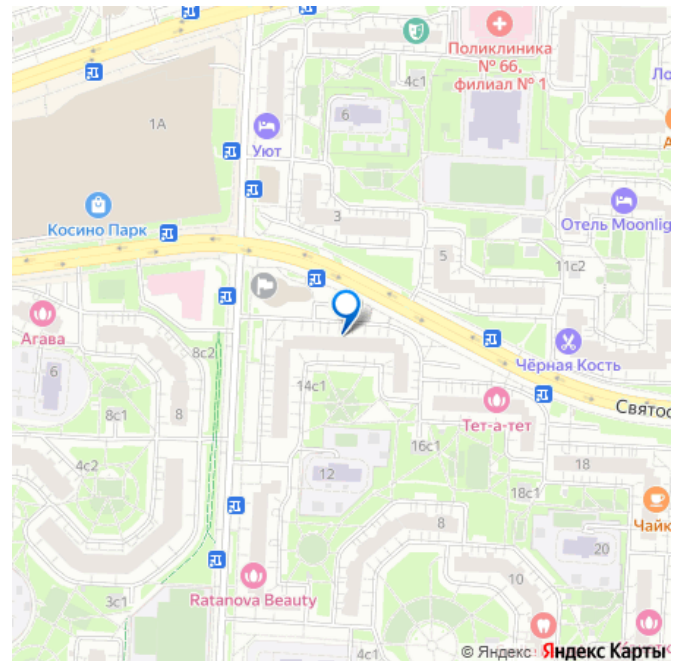 Поликлиника
№ 66,
филиал № 1
4с1
Ло
6
1А
А
Уют
Косино Парк
3
Отель Moonlig
5
11с2
Агава
8с2
6
Чёрная Кость
14с1
8с1
8
Святос
Тет-а-тет
16с1
4с2
12
18
18с1
Чайк
8
20
10
3с1
Ratanova Beauty
4с1
© Яндекс
Яндекс Карты